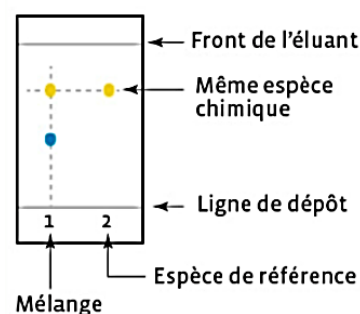 Front de l'éluant
Même espèce
chimique
Ligne de dépôt
1 2
Espèce de référence
Mélange